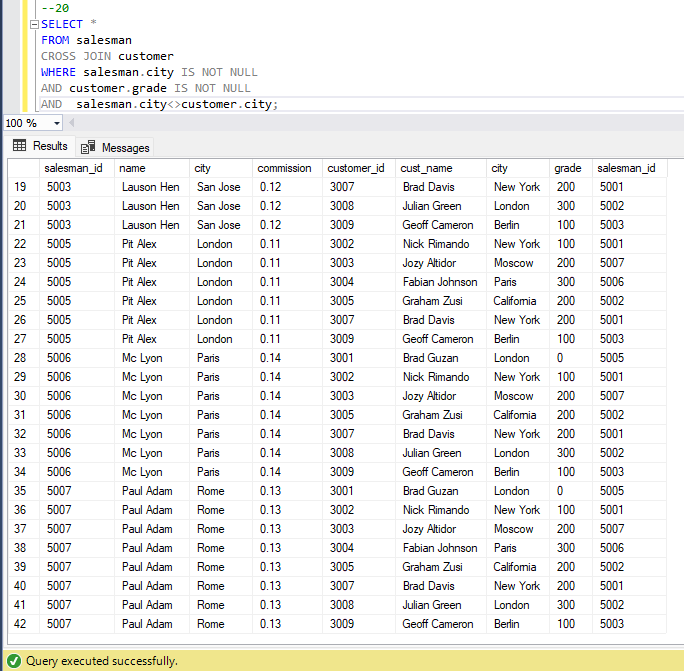 --20
SELECT *
FROM salesman
CROSS JOIN customer
WHERE salesman.city IS NOT NULL
AND customer.grade IS NOT NULL
AND  salesman.city<>customer.city;
100 %
Results Messages
salesman_id name city commission customer_id cust_name city grade salesman_id
19 5003 Lauson Hen San Jose 0.12 3007 Brad Davis New York 200 5001
20 5003 Lauson Hen San Jose 0.12 3008 Julian Green London 300 5002
21 5003 Lauson Hen San Jose 0.12 3009 Geoff Cameron Berlin 100 5003
22 5005 Pit Alex London 0.11 3002 Nick Rimando New York 100 5001
23 5005 Pit Alex London 0.11 3003 Jozy Altidor Moscow 200 5007
24 5005 Pit Alex London 0.11 3004 Fabian Johnson Paris 300 5006
25 5005 Pit Alex London 0.11 3005 Graham Zusi California 200 5002
26 5005 Pit Alex London 0.11 3007 Brad Davis New York 200 5001
27 5005 Pit Alex London 0.11 3009 Geoff Cameron Berlin 100 5003
28 5006 Mc Lyon Paris 0.14 3001 Brad Guzan London 0 5005
29 5006 Mc Lyon Paris 0.14 3002 Nick Rimando New York 100 5001
30 5006 Mc Lyon Paris 0.14 3003 Jozy Altidor Moscow 200 5007
31 5006 Mc Lyon Paris 0.14 3005 Graham Zusi California 200 5002
32 5006 Mc Lyon Paris 0.14 3007 Brad Davis New York 200 5001
33 5006 Mc Lyon Paris 0.14 3008 Julian Green London 300 5002
34 5006 Mc Lyon Paris 0.14 3009 Geoff Cameron Berlin 100 5003
35 5007 Paul Adam Rome 0.13 3001 Brad Guzan London 0 5005
36 5007 Paul Adam Rome 0.13 3002 Nick Rimando New York 100 5001
37 5007 Paul Adam Rome 0.13 3003 Jozy Altidor Moscow 200 5007
38 5007 Paul Adam Rome 0.13 3004 Fabian Johnson Paris 300 5006
39 5007 Paul Adam Rome 0.13 3005 Graham Zusi California 200 5002
40 5007 Paul Adam Rome 0.13 3007 Brad Davis New York 200 5001
41 5007 Paul Adam Rome 0.13 3008 Julian Green London 300 5002
42 5007 Paul Adam Rome 0.13 3009 Geoff Cameron Berlin 100 5003
Query executed successfully.